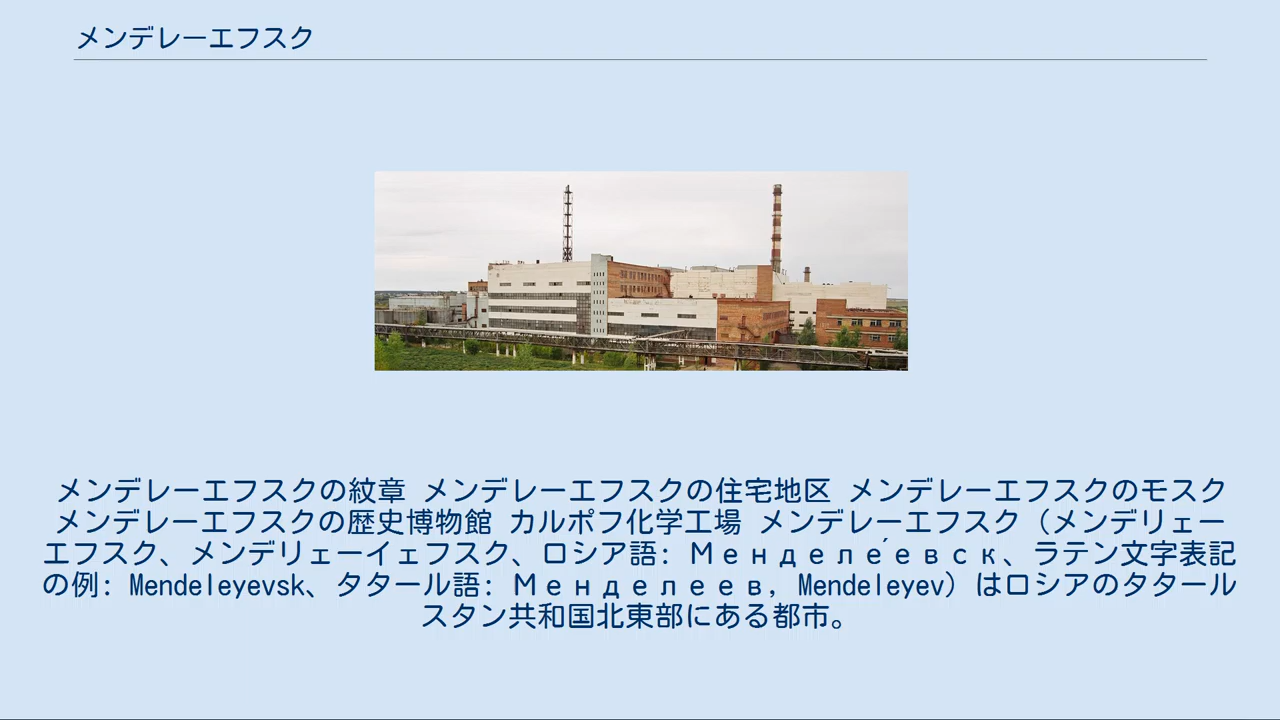 メンデレーエフスク
メンデレーエフスクの紋章 メンデレーエフスクの住宅地区 メンデレーエフスクのモスク
メンデレーエフスクの歴史博物館 カルポフ化学工場 メンデレーエフスク（メンデリェー
エフスク、メンデリェーイェフスク、ロシア語: Менделе́евск、ラテン文字表記
の例: Mendeleyevsk、タタール語: Менделеев, Mendeleyev）はロシアのタタール
スタン共和国北東部にある都市。